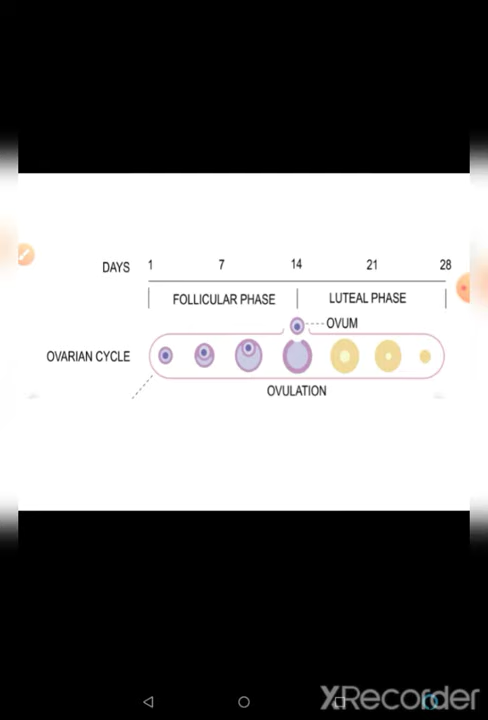 DAYS 1 7 14 21 28
FOLLICULAR PHASE LUTEAL PHASE
OVUM
OVARIAN CYCLE
OVULATION
XRecorder